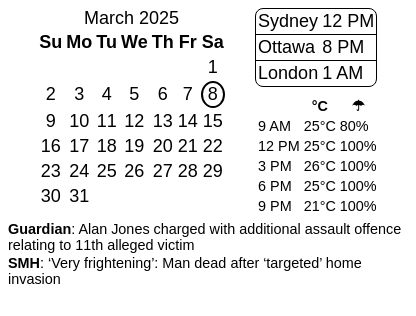 March 2025
Su Mo Tu We Th Fr Sa
1
2 3 4 5 6 7 8
9 10 11 12 13 14 15
16 17 18 19 20 21 22
23 24 25 26 27 28 29
30 31
Sydney 12 PM
Ottawa 8 PM
London 1 AM
°C ☂
9 AM 25°C 80%
12 PM 25°C 100%
3 PM 26°C 100%
6 PM 25°C 100%
9 PM 21°C 100%
Guardian: Alan Jones charged with additional assault offence
relating to 11th alleged victim
SMH: ‘Very frightening’: Man dead after ‘targeted’ home
invasion